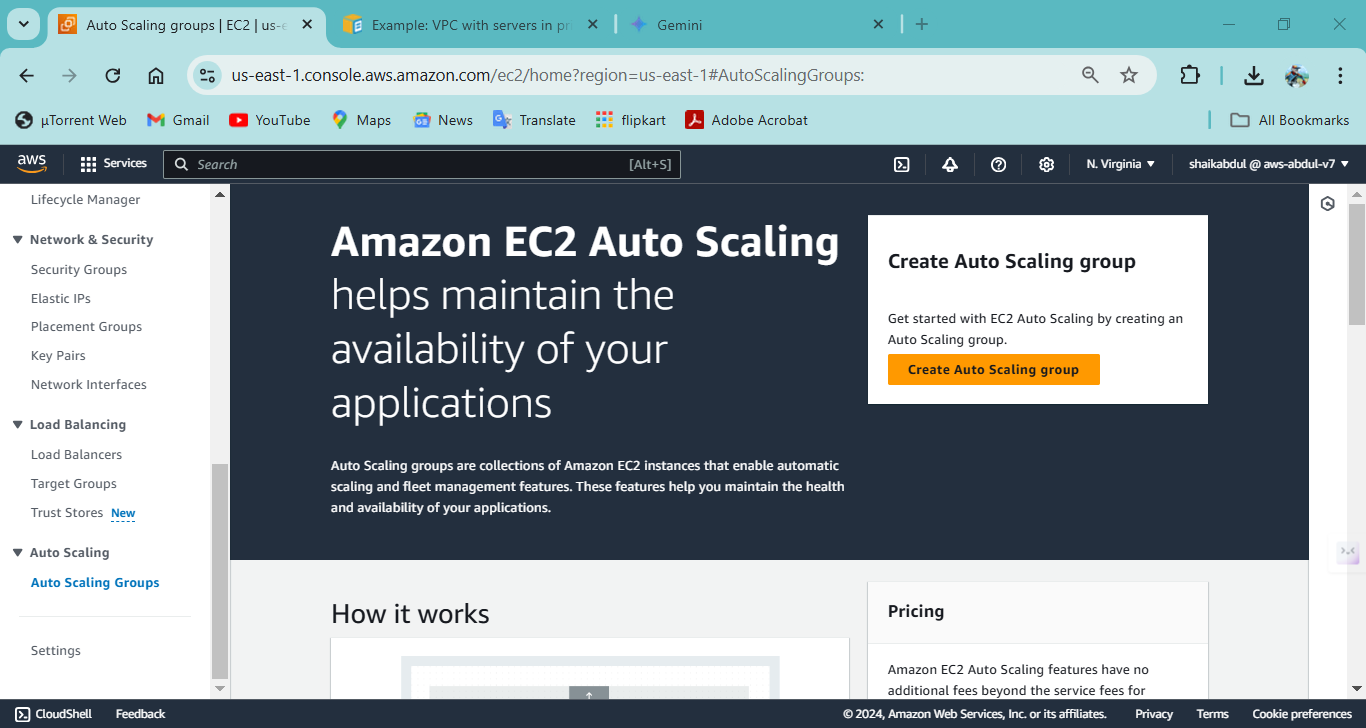 Auto Scaling groups | EC2 | us-e
Example: VPC with servers in pri
Gemini
us-east-1.console.aws.amazon.com/ec2/home?region=us-east-1#AutoScalingGroups:
µTorrent Web
Gmail
YouTube
Maps
News
Translate
flipkart
Adobe Acrobat
All Bookmarks
aws
Services
Search
[Alt+S]
N. Virginia
shaikabdul @ aws-abdul-v7
Lifecycle Manager
Network & Security
Security Groups
Elastic IPs
Placement Groups
Key Pairs
Network Interfaces
Load Balancing
Load Balancers
Target Groups
Trust Stores New
Auto Scaling
Auto Scaling Groups
Settings
Amazon EC2 Auto Scaling
helps maintain the
availability of your
applications
Auto Scaling groups are collections of Amazon EC2 instances that enable automatic
scaling and fleet management features. These features help you maintain the health
and availability of your applications.
Create Auto Scaling group
Get started with EC2 Auto Scaling by creating an
Auto Scaling group.
Create Auto Scaling group
How it works
Pricing
Amazon EC2 Auto Scaling features have no
additional fees beyond the service fees for
CloudShell
Feedback
© 2024, Amazon Web Services, Inc. or its affiliates.
Privacy
Terms
Cookie preferences